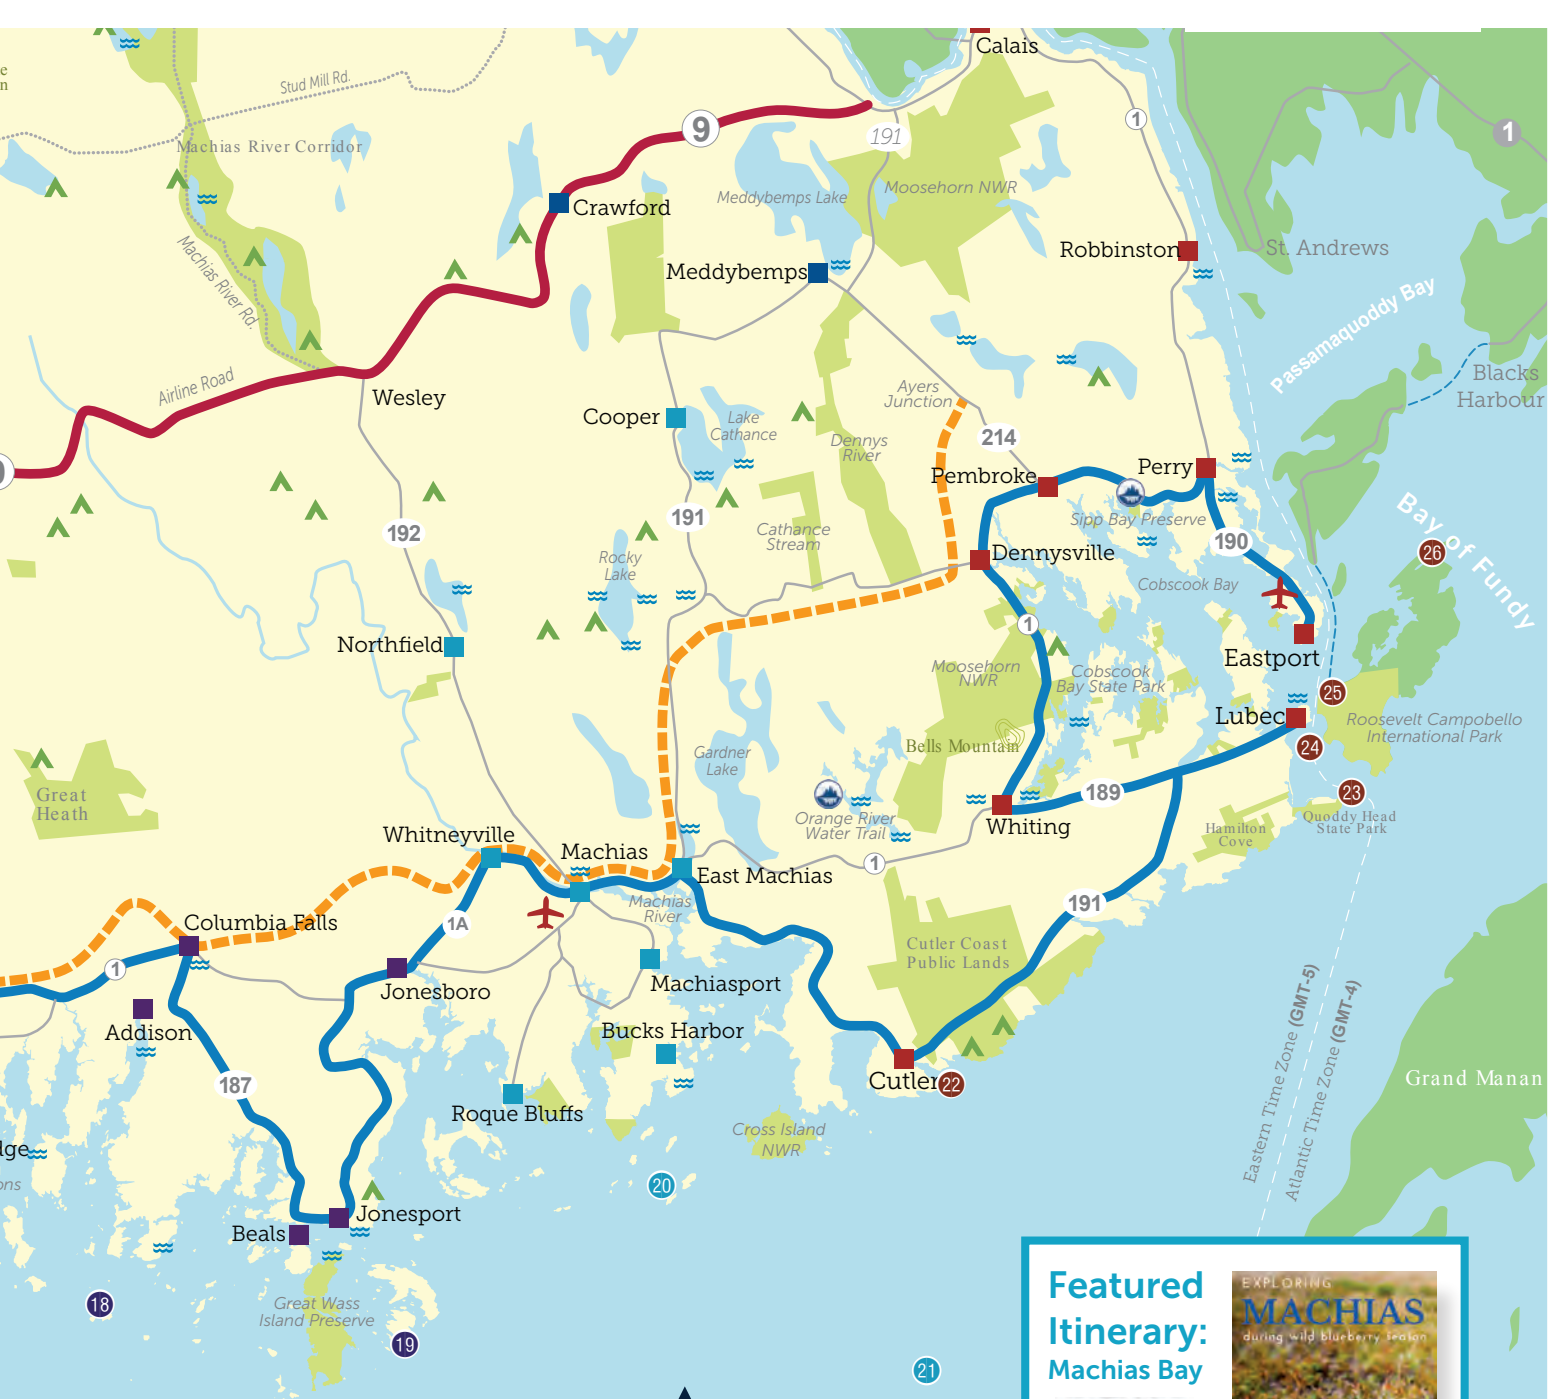 Calais
e
n
Stud Mill Rd.
1
9
191
1
Machias River Corridor
Moosehorn NWR
Meddybemps Lake
Crawford
Machias River Rd.
Robbinston
St. Andrews
Meddybemps
Passamaquoddy Bay
Airline Road
Wesley
Ayers
Junction
Blacks
Harbour
Cooper
Lake
Cathance
Dennys
River
214
Pembroke
Perry
Bay of Fundy
191
192
Cathance
Stream
Sipp Bay Preserve
190
26
Rocky
Lake
Dennysville
Cobscook Bay
1
Northfield
Eastport
Moosehorn
NWR
Cobscook
Bay State Park
25
Lubec
Roosevelt Campobello
International Park
24
Bells Mountain
Gardner
Lake
Great
Heath
189
23
Orange River
Water Trail
Whiting
Quoddy Head
State Park
Hamilton
Cove
Whitneyville
Machias
1
East Machias
Machias
River
191
Columbia Falls
1A
Cutler Coast
Public Lands
1
Jonesboro
Machiasport
Addison
Bucks Harbor
Eastern Time Zone (GMT-5)
Atlantic Time Zone (GMT-4)
187
Cutler
22
Grand Manan
Roque Bluffs
Cross Island
NWR
dge
ons
20
Jonesport
Beals
18
Great Wass
Island Preserve
19
21
Featured
Itinerary:
Machias Bay
EXPLORING
MACHIAS
during wild blueberry season